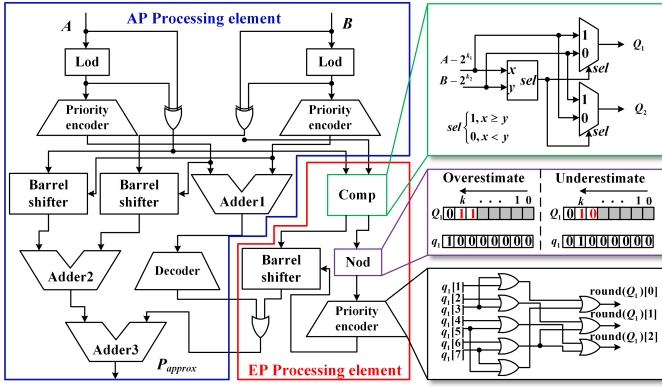 AP Processing element
A
B
Lod
Lod
Priority
encoder
Priority
encoder
Barrel
shifter
Barrel
shifter
Adder1
Comp
Adder2
Decoder
Barrel
shifter
Nod
Priority
encoder
Adder3
P_approx
EP Processing element
1
0
Q₁
sel
A−2^{k₁}
B−2^{k₂}
x
y
sel
1
0
Q₂
sel
sel { 1, x ≥ y
0, x < y
Overestimate
Underestimate
k . . . 1 0
k . . . 1 0
Q₁ 0 1 1
Q₁ 0 1 0
q₁ 1 0 0 0 0 0 0 0
q₁ 0 1 0 0 0 0 0 0
q₁[1]
q₁[2]
q₁[3]
q₁[4]
q₁[5]
q₁[6]
q₁[7]
round(Q₁)[0]
round(Q₁)[1]
round(Q₁)[2]